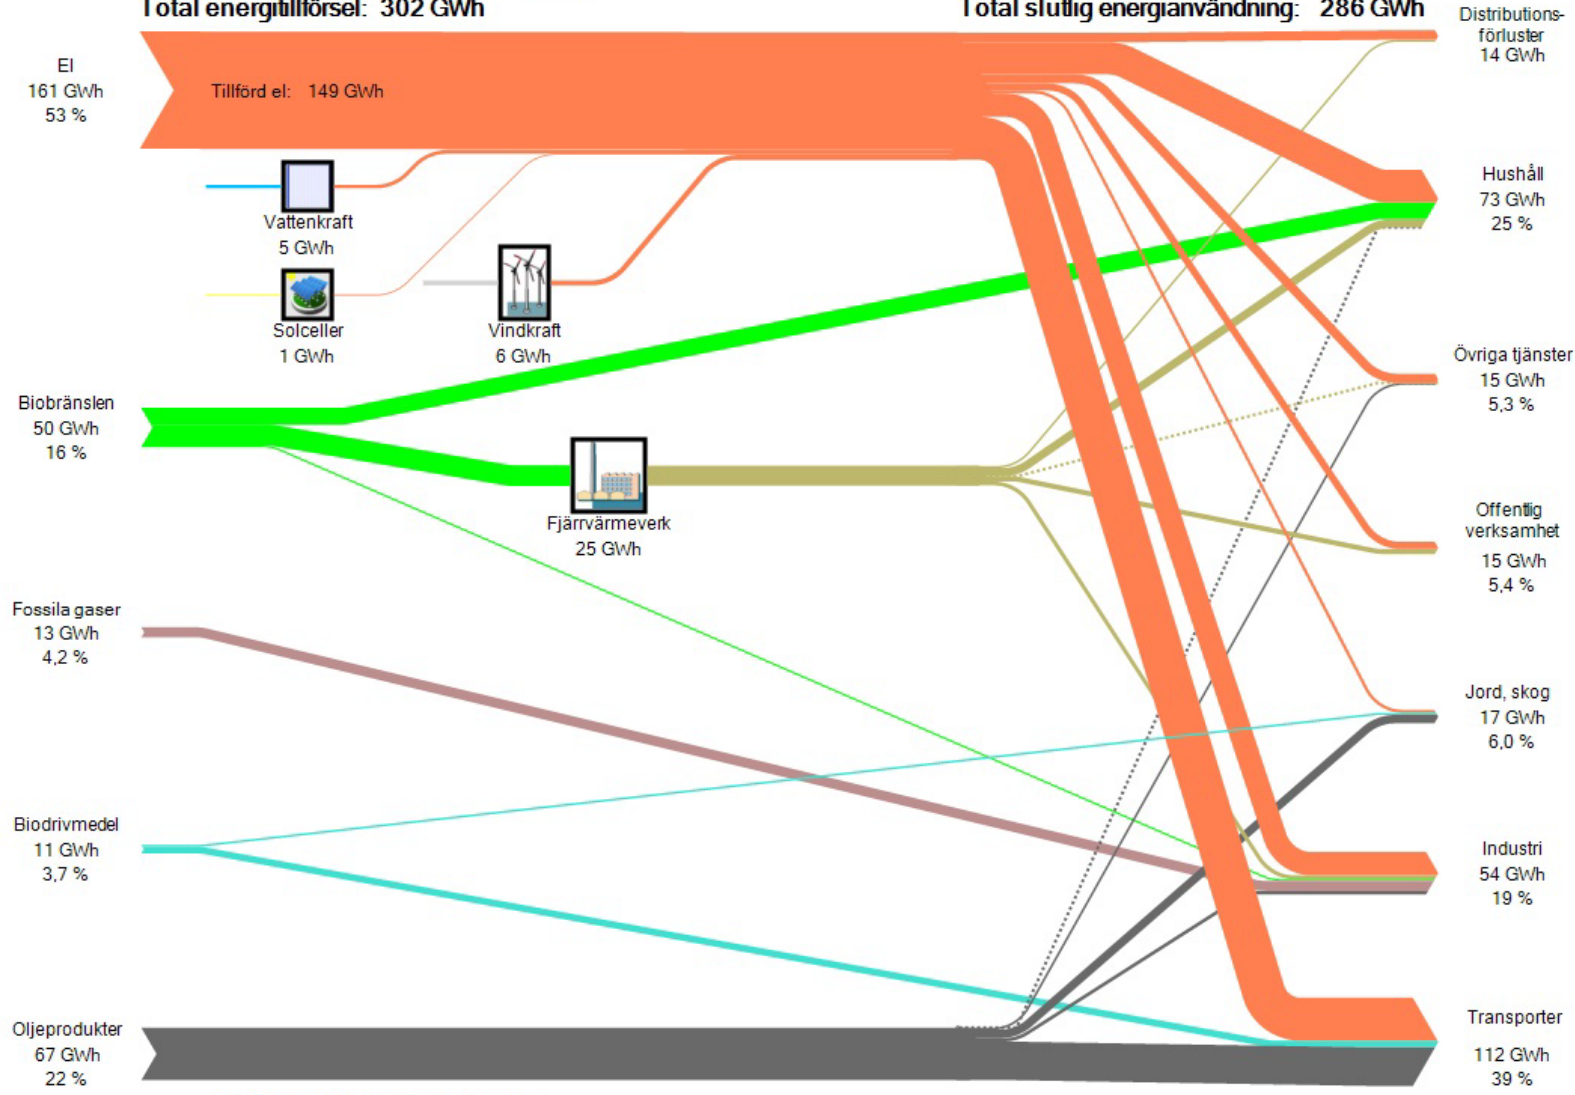 Total energitillförsel: 302 GWh
Total slutlig energianvändning: 286 GWh
El
161 GWh
53 %
Tillförd el: 149 GWh
Vattenkraft
5 GWh
Solceller
1 GWh
Vindkraft
6 GWh
Biobränslen
50 GWh
16 %
Fjärrvärmeverk
25 GWh
Fossila gaser
13 GWh
4,2 %
Biodrivmedel
11 GWh
3,7 %
Oljeprodukter
67 GWh
22 %
Distributions-
förluster
14 GWh
Hushåll
73 GWh
25 %
Övriga tjänster
15 GWh
5,3 %
Offentlig
verksamhet
15 GWh
5,4 %
Jord, skog
17 GWh
6,0 %
Industri
54 GWh
19 %
Transporter
112 GWh
39 %